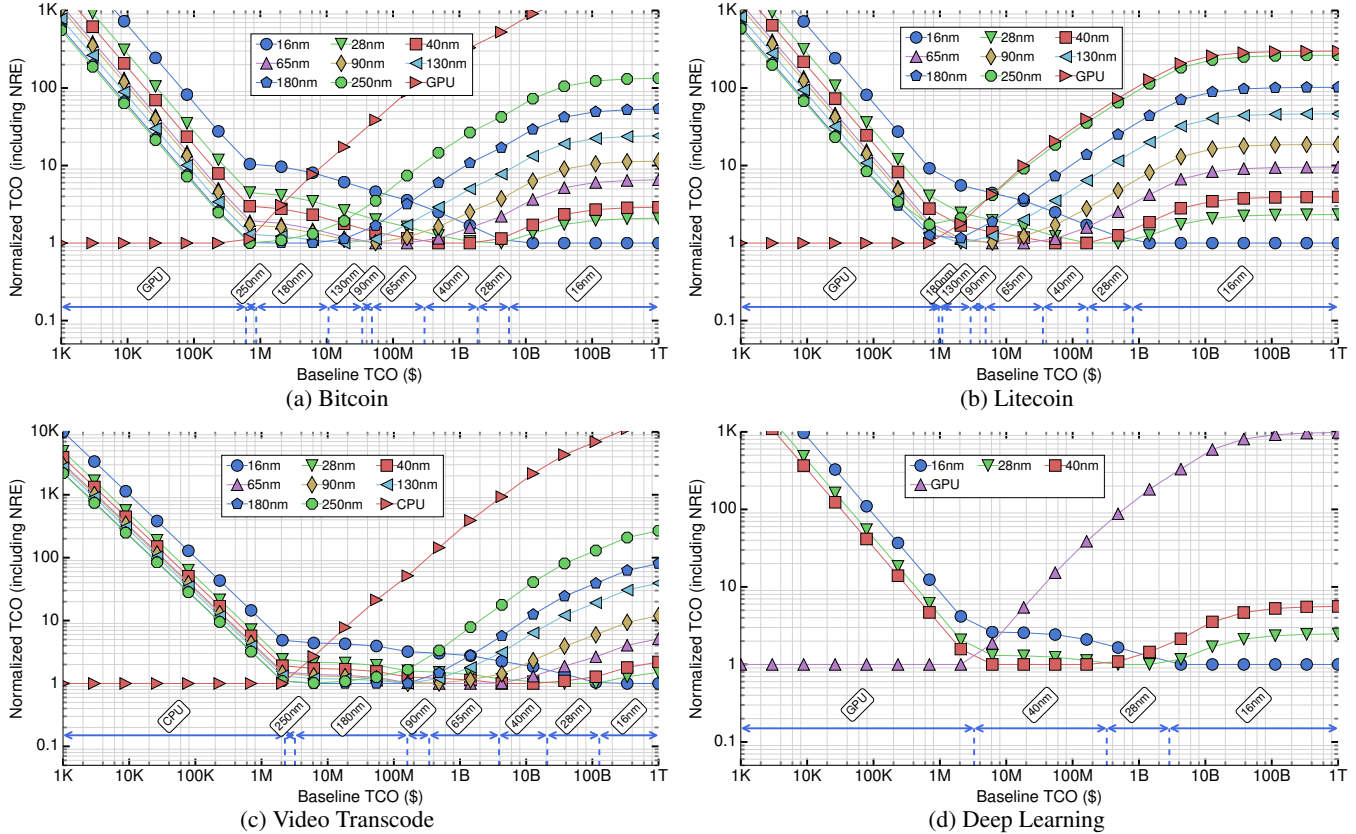 Normalized TCO (including NRE)
1000
100
10
1
0.1
16nm 28nm 40nm
65nm 90nm 130nm
180nm 250nm GPU
GPU 250nm 180nm 130nm 90nm 65nm 40nm 28nm 16nm
1K 10K 100K 1M 10M 100M 1B 10B 100B 1T
Baseline TCO ($)
(a) Bitcoin
Normalized TCO (including NRE)
1000
100
10
1
0.1
16nm 28nm 40nm
65nm 90nm 130nm
180nm 250nm GPU
GPU 180nm 130nm 90nm 65nm 40nm 28nm 16nm
1K 10K 100K 1M 10M 100M 1B 10B 100B 1T
Baseline TCO ($)
(b) Litecoin
Normalized TCO (including NRE)
10K
1K
100
10
1
0.1
16nm 28nm 40nm
65nm 90nm 130nm
180nm 250nm CPU
CPU 250nm 180nm 90nm 65nm 40nm 28nm 16nm
1K 10K 100K 1M 10M 100M 1B 10B 100B 1T
Baseline TCO ($)
(c) Video Transcode
Normalized TCO (including NRE)
1000
100
10
1
0.1
16nm 28nm 40nm
GPU
GPU 40nm 28nm 16nm
1K 10K 100K 1M 10M 100M 1B 10B 100B 1T
Baseline TCO ($)
(d) Deep Learning